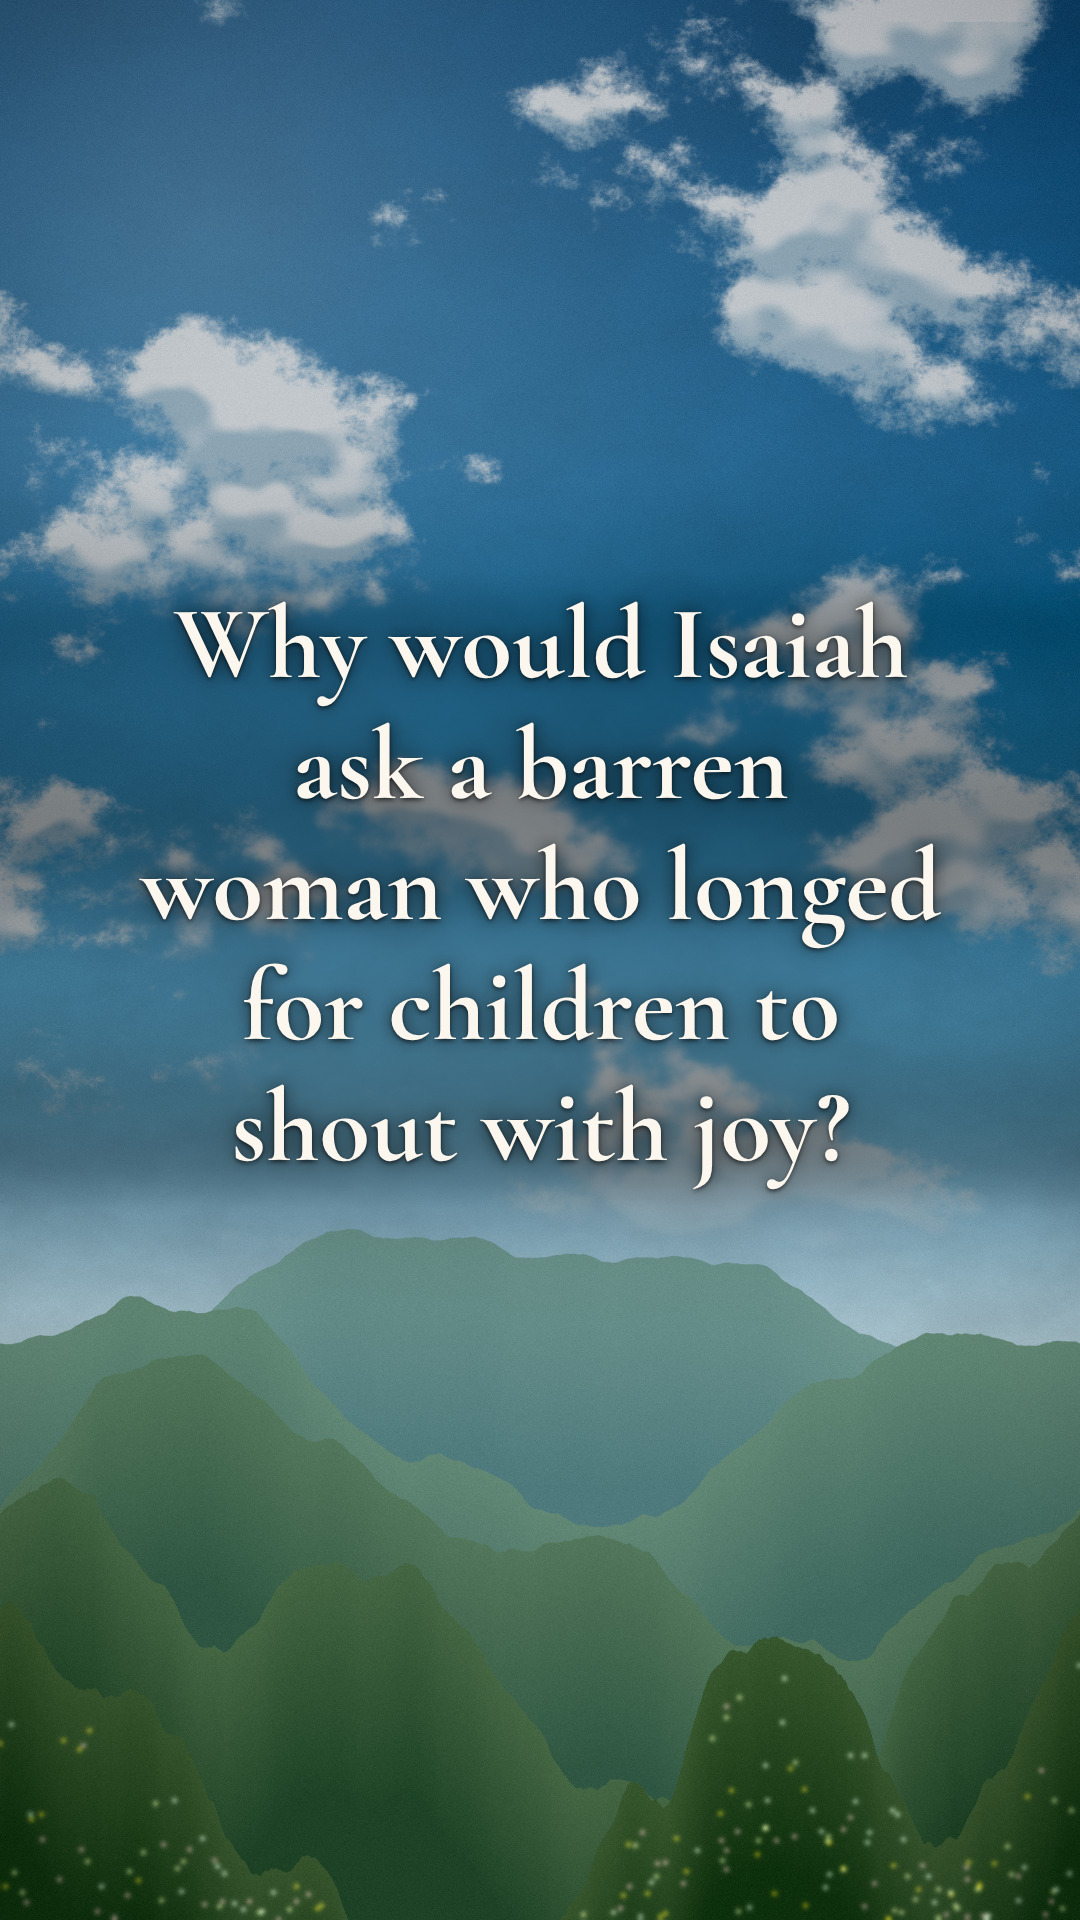 Why would Isaiah
ask a barren
woman who longed
for children to
shout with joy?